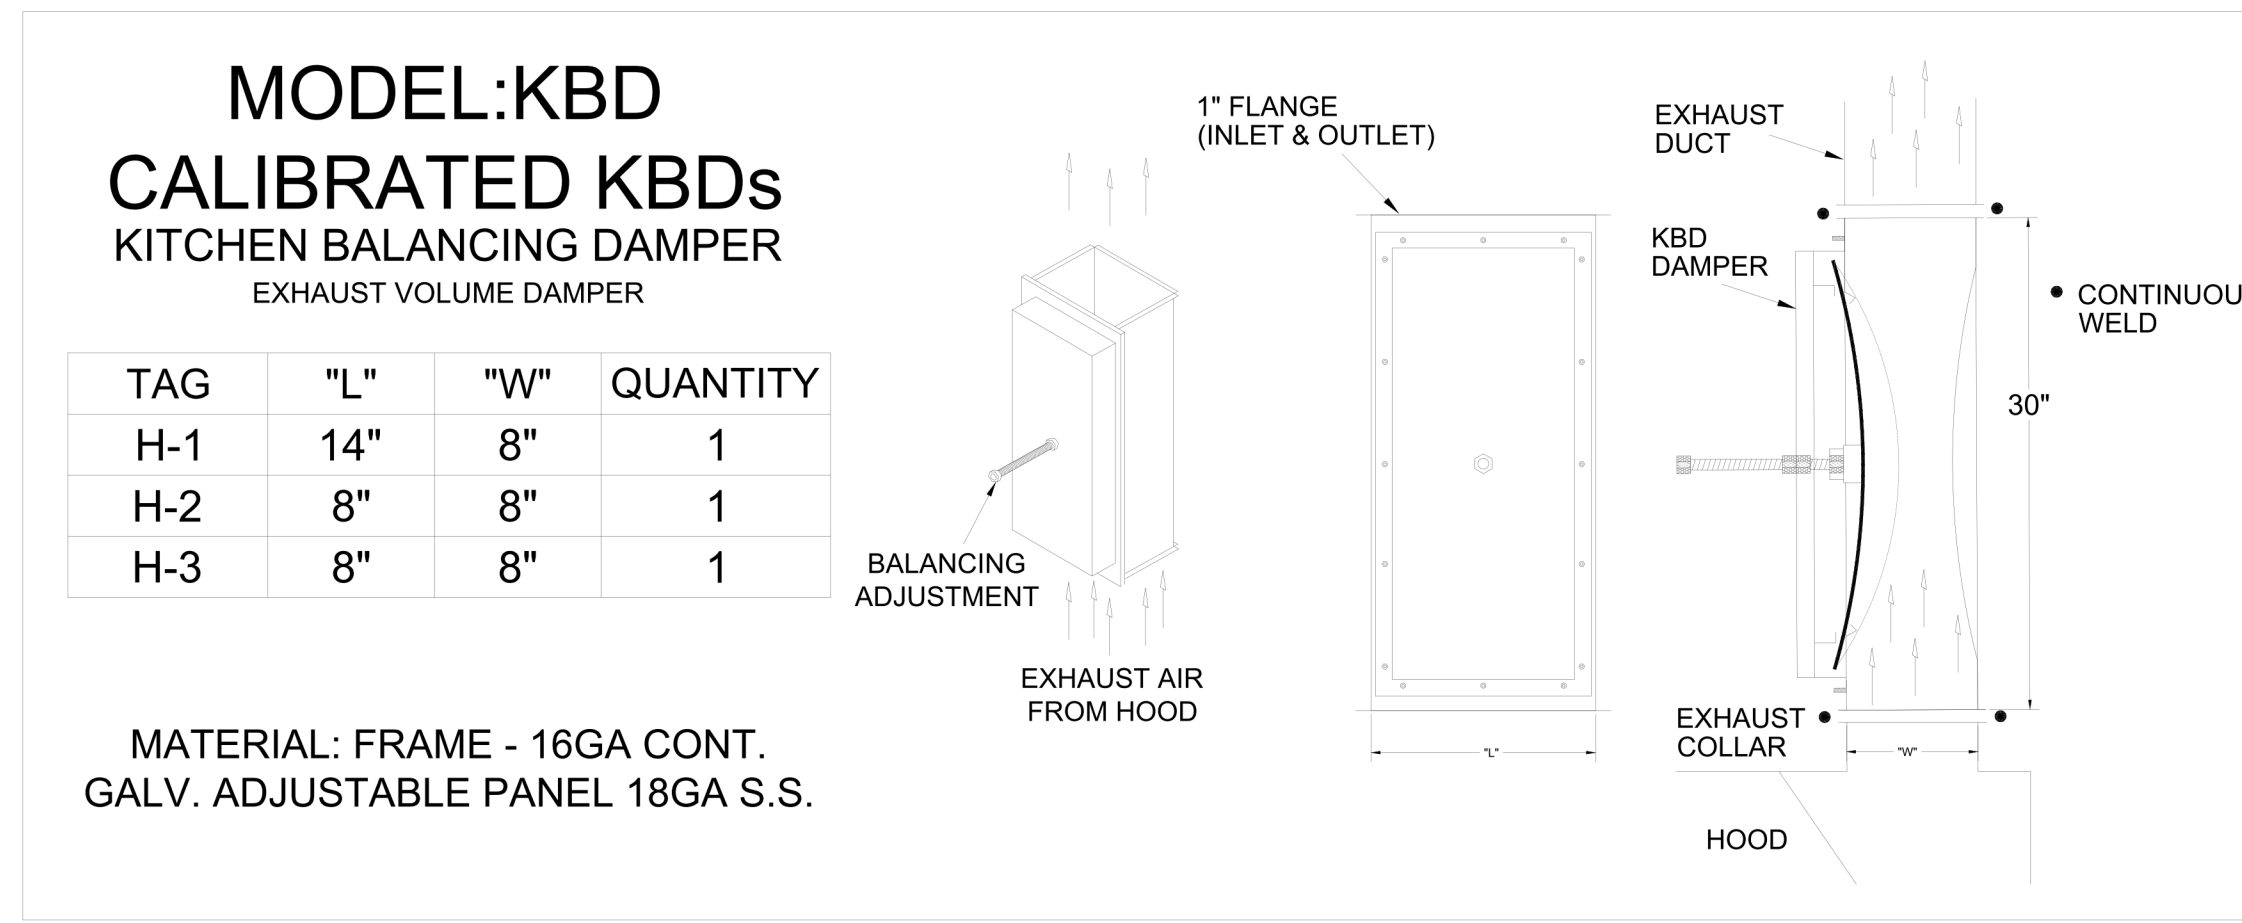 MODEL:KBD
CALIBRATED KBDs
KITCHEN BALANCING DAMPER
EXHAUST VOLUME DAMPER
TAG "L" "W" QUANTITY
H-1 14" 8" 1
H-2 8" 8" 1
H-3 8" 8" 1
MATERIAL: FRAME - 16GA CONT.
GALV. ADJUSTABLE PANEL 18GA S.S.
BALANCING
ADJUSTMENT
EXHAUST AIR
FROM HOOD
1" FLANGE
(INLET & OUTLET)
"L"
EXHAUST
DUCT
KBD
DAMPER
CONTINUOU
WELD
30"
EXHAUST
COLLAR
"W"
HOOD